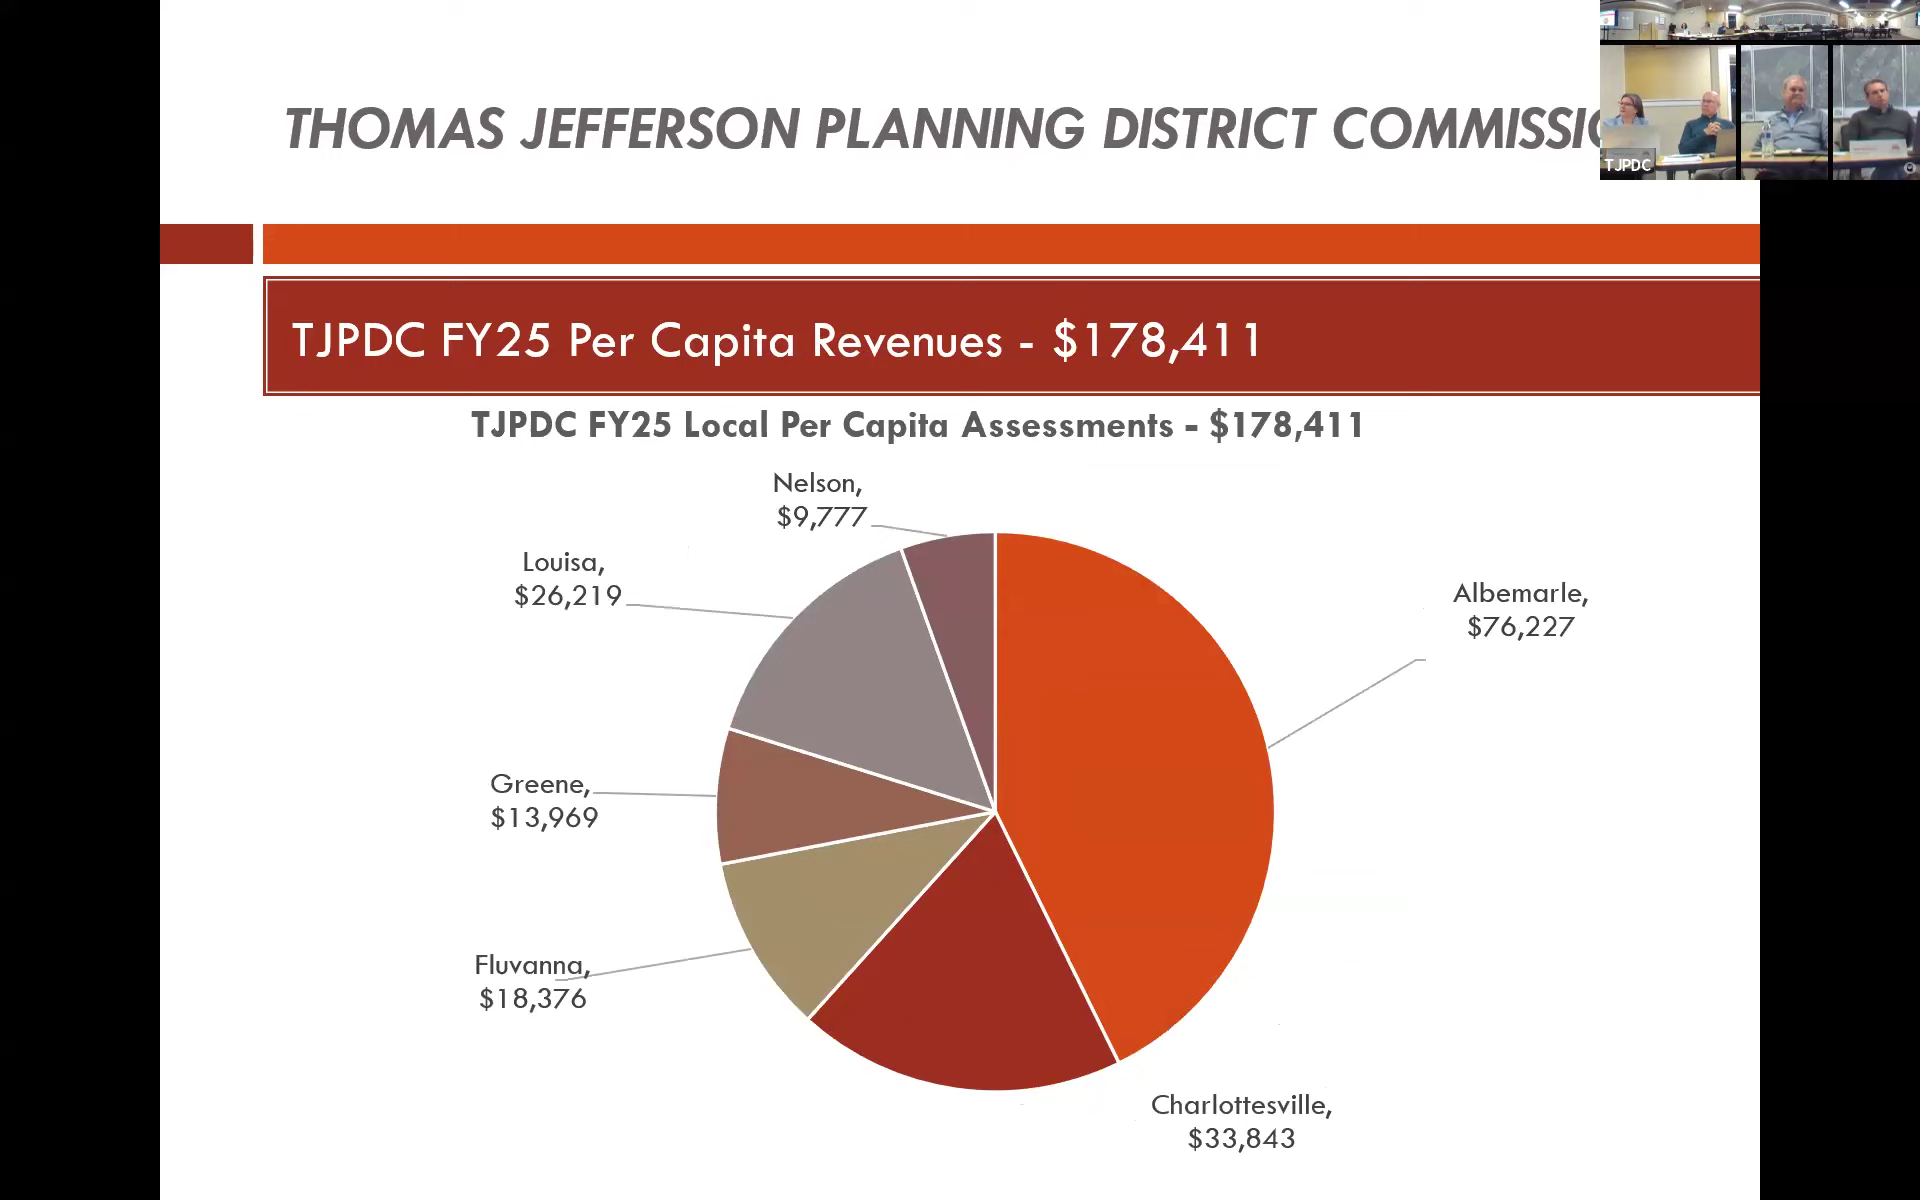 THOMAS JEFFERSON PLANNING DISTRICT COMMISSIO
TJPDC
TJPDC FY25 Per Capita Revenues - $178,411
TJPDC FY25 Local Per Capita Assessments - $178,411
Nelson,
$9,777
Louisa,
$26,219
Albemarle,
$76,227
Greene,
$13,969
Fluvanna,
$18,376
Charlottesville,
$33,843